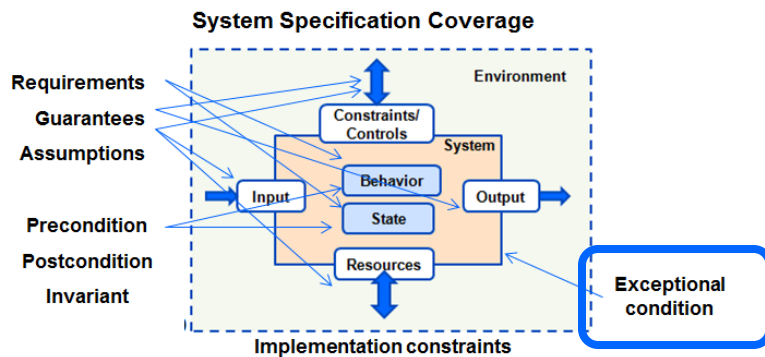 System Specification Coverage
Environment
Requirements
Guarantees
Assumptions
Constraints/
Controls
System
Behavior
Input
Output
State
Precondition
Postcondition
Invariant
Resources
Exceptional
condition
Implementation constraints